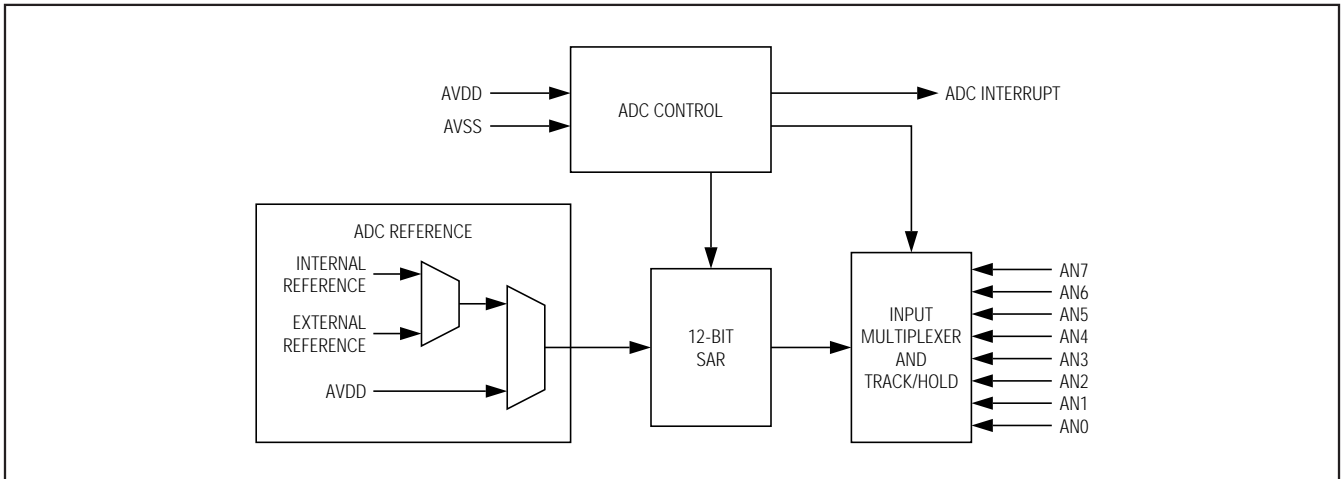 AVDD
AVSS
ADC CONTROL
ADC INTERRUPT
ADC REFERENCE
INTERNAL
REFERENCE
EXTERNAL
REFERENCE
AVDD
12-BIT
SAR
INPUT
MULTIPLEXER
AND
TRACK/HOLD
AN7
AN6
AN5
AN4
AN3
AN2
AN1
AN0